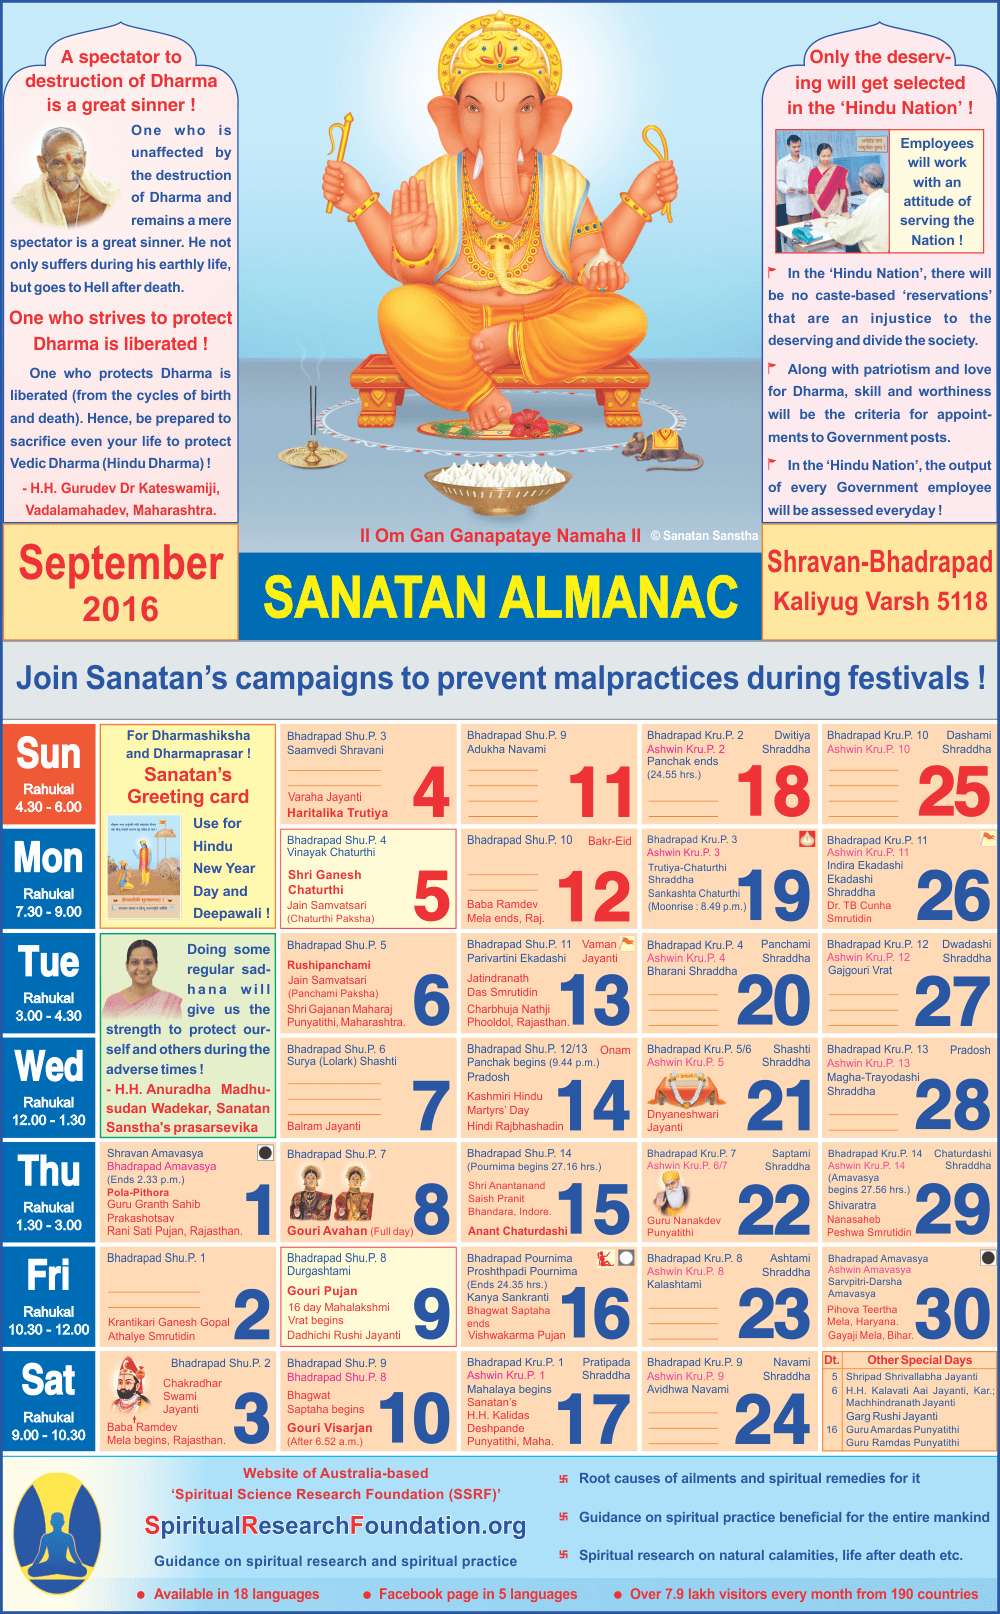 A spectator to
destruction of Dharma
is a great sinner !
One who is
unaffected by
the destruction
of Dharma and
remains a mere
spectator is a great sinner. He not
only suffers during his earthly life,
but goes to Hell after death.
One who strives to protect
Dharma is liberated !
One who protects Dharma is
liberated (from the cycles of birth
and death). Hence, be prepared to
sacrifice even your life to protect
Vedic Dharma (Hindu Dharma) !
- H.H. Gurudev Dr Kateswamiji,
Vadalamahadev, Maharashtra.
II Om Gan Ganapataye Namaha II
© Sanatan Sanstha
Only the deserv-
ing will get selected
in the ‘Hindu Nation’ !
Employees
will work
with an
attitude of
serving the
Nation !
In the ‘Hindu Nation’, there will
be no caste-based ‘reservations’
that are an injustice to the
deserving and divide the society.
Along with patriotism and love
for Dharma, skill and worthiness
will be the criteria for appoint-
ments to Government posts.
In the ‘Hindu Nation’, the output
of every Government employee
will be assessed everyday !
September
2016
SANATAN ALMANAC
Shravan-Bhadrapad
Kaliyug Varsh 5118
Join Sanatan’s campaigns to prevent malpractices during festivals !
Sun
Rahukal
4.30 - 6.00
For Dharmashiksha
and Dharmaprasar !
Sanatan’s
Greeting card
Use for
Hindu
New Year
Day and
Deepawali !
Bhadrapad Shu.P. 3
Saamvedi Shravani
Varaha Jayanti
Haritalika Trutiya
4
Bhadrapad Shu.P. 9
Adukha Navami
11
Bhadrapad Kru.P. 2 Dwitiya
Ashwin Kru.P. 2 Shraddha
Panchak ends
(24.55 hrs.)
18
Bhadrapad Kru.P. 10 Dashami
Ashwin Kru.P. 10 Shraddha
25
Mon
Rahukal
7.30 - 9.00
Bhadrapad Shu.P. 4
Vinayak Chaturthi
Shri Ganesh
Chaturthi
Jain Samvatsari
(Chaturthi Paksha)
5
Bhadrapad Shu.P. 10 Bakr-Eid
Baba Ramdev
Mela ends, Raj.
12
Bhadrapad Kru.P. 3
Ashwin Kru.P. 3
Trutiya-Chaturthi
Shraddha
Sankashta Chaturthi
(Moonrise : 8.49 p.m.)
19
Bhadrapad Kru.P. 11
Ashwin Kru.P. 11
Indira Ekadashi
Ekadashi
Shraddha
Dr. TB Cunha
Smrutidin
26
Tue
Rahukal
3.00 - 4.30
Doing some
regular sad-
hana will
give us the
strength to protect our-
self and others during the
adverse times !
- H.H. Anuradha Madhu-
sudan Wadekar, Sanatan
Sanstha's prasarsevika
Bhadrapad Shu.P. 5
Rushipanchami
Jain Samvatsari
(Panchami Paksha)
Shri Gajanan Maharaj
Punyatithi, Maharashtra.
6
Bhadrapad Shu.P. 11 Vaman
Parivartini Ekadashi Jayanti
Jatindranath
Das Smrutidin
Charbhuja Nathji
Phooldol, Rajasthan.
13
Bhadrapad Kru.P. 4 Panchami
Ashwin Kru.P. 4 Shraddha
Bharani Shraddha
20
Bhadrapad Kru.P. 12 Dwadashi
Ashwin Kru.P. 12 Shraddha
Gajgouri Vrat
27
Wed
Rahukal
12.00 - 1.30
Bhadrapad Shu.P. 6
Surya (Lolark) Shashti
Balram Jayanti
7
Bhadrapad Shu.P. 12/13 Onam
Panchak begins (9.44 p.m.)
Pradosh
Kashmiri Hindu
Martyrs’ Day
Hindi Rajbhashadin
14
Bhadrapad Kru.P. 5/6 Shashti
Ashwin Kru.P. 5 Shraddha
Dnyaneshwari
Jayanti
21
Bhadrapad Kru.P. 13 Pradosh
Ashwin Kru.P. 13
Magha-Trayodashi
Shraddha
28
Thu
Rahukal
1.30 - 3.00
Shravan Amavasya
Bhadrapad Amavasya
(Ends 2.33 p.m.)
Pola-Pithora
Guru Granth Sahib
Prakashotsav
Rani Sati Pujan, Rajasthan.
1
Bhadrapad Shu.P. 7
Gouri Avahan (Full day)
8
Bhadrapad Shu.P. 14
(Pournima begins 27.16 hrs.)
Shri Anantanand
Saish Pranit
Bhandara, Indore.
Anant Chaturdashi
15
Bhadrapad Kru.P. 7 Saptami
Ashwin Kru.P. 6/7 Shraddha
Guru Nanakdev
Punyatithi
22
Bhadrapad Kru.P. 14 Chaturdashi
Ashwin Kru.P. 14 Shraddha
(Amavasya
begins 27.56 hrs.)
Shivaratra
Nanasaheb
Peshwa Smrutidin
29
Fri
Rahukal
10.30 - 12.00
Bhadrapad Shu.P. 1
Krantikari Ganesh Gopal
Athalye Smrutidin
2
Bhadrapad Shu.P. 8
Durgashtami
Gouri Pujan
16 day Mahalakshmi
Vrat begins
Dadhichi Rushi Jayanti
9
Bhadrapad Pournima
Proshthpadi Pournima
(Ends 24.35 hrs.)
Kanya Sankranti
Bhagwat Saptaha
ends
Vishwakarma Pujan
16
Bhadrapad Kru.P. 8 Ashtami
Ashwin Kru.P. 8 Shraddha
Kalashtami
23
Bhadrapad Amavasya
Ashwin Amavasya
Sarvpitri-Darsha
Amavasya
Pihova Teertha
Mela, Haryana.
Gayaji Mela, Bihar.
30
Sat
Rahukal
9.00 - 10.30
Bhadrapad Shu.P. 2
Chakradhar
Swami
Jayanti
Baba Ramdev
Mela begins, Rajasthan.
3
Bhadrapad Shu.P. 9
Bhadrapad Shu.P. 8
Bhagwat
Saptaha begins
Gouri Visarjan
(After 6.52 a.m.)
10
Bhadrapad Kru.P. 1 Pratipada
Ashwin Kru.P. 1 Shraddha
Mahalaya begins
Sanatan’s
H.H. Kalidas
Deshpande
Punyatithi, Maha.
17
Bhadrapad Kru.P. 9 Navami
Ashwin Kru.P. 9 Shraddha
Avidhwa Navami
24
Dt. Other Special Days
5 Shripad Shrivallabha Jayanti
6 H.H. Kalavati Aai Jayanti, Kar.;
Machhindranath Jayanti
Garg Rushi Jayanti
16 Guru Amardas Punyatithi
Guru Ramdas Punyatithi
Website of Australia-based
‘Spiritual Science Research Foundation (SSRF)’
SpiritualResearchFoundation.org
Guidance on spiritual research and spiritual practice
卐 Root causes of ailments and spiritual remedies for it
卐 Guidance on spiritual practice beneficial for the entire mankind
卐 Spiritual research on natural calamities, life after death etc.
● Available in 18 languages ● Facebook page in 5 languages ● Over 7.9 lakh visitors every month from 190 countries